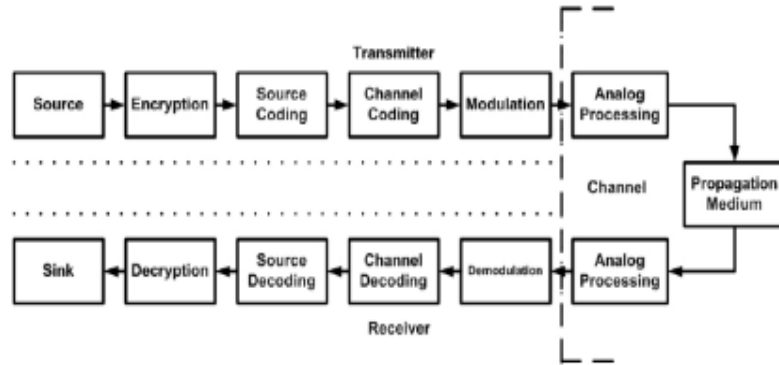 Transmitter
Source
Encryption
Source
Coding
Channel
Coding
Modulation
Analog
Processing
Channel
Propagation
Medium
Sink
Decryption
Source
Decoding
Channel
Decoding
Demodulation
Analog
Processing
Receiver